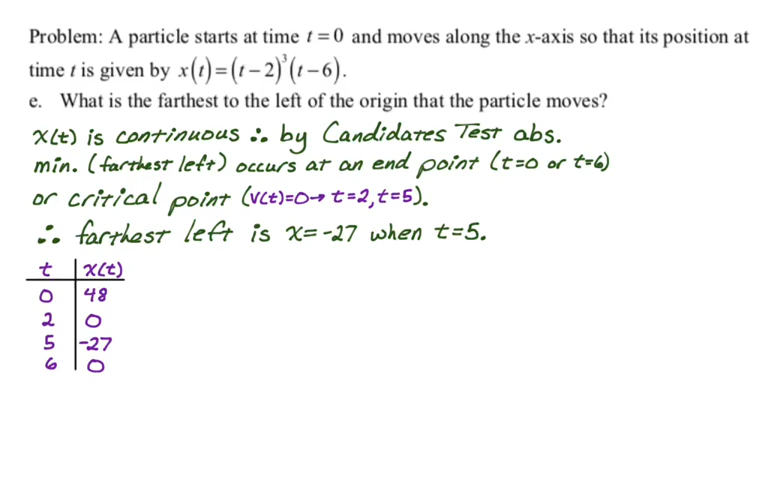 Problem: A particle starts at time t = 0 and moves along the x-axis so that its position at
time t is given by x(t) = (t − 2)³(t − 6).
e. What is the farthest to the left of the origin that the particle moves?
x(t) is continuous ∴ by Candidates Test abs.
min. (farthest left) occurs at an end point (t=0 or t=6)
or critical point (v(t)=0→ t=2, t=5).
∴ farthest left is x= -27 when t=5.
t x(t)
0 48
2 0
5 -27
6 0